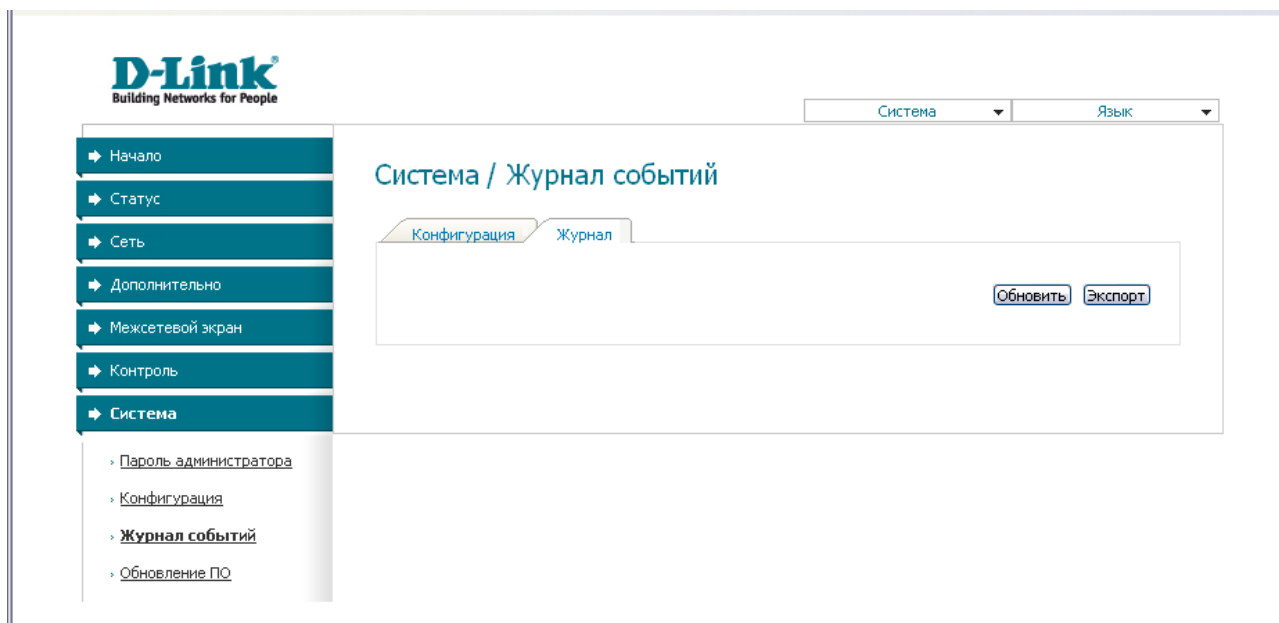 D-Link
Building Networks for People
Система Язык
Начало
Статус
Сеть
Дополнительно
Межсетевой экран
Контроль
Система
Пароль администратора
Конфигурация
Журнал событий
Обновление ПО
Система / Журнал событий
Конфигурация Журнал
Обновить Экспорт